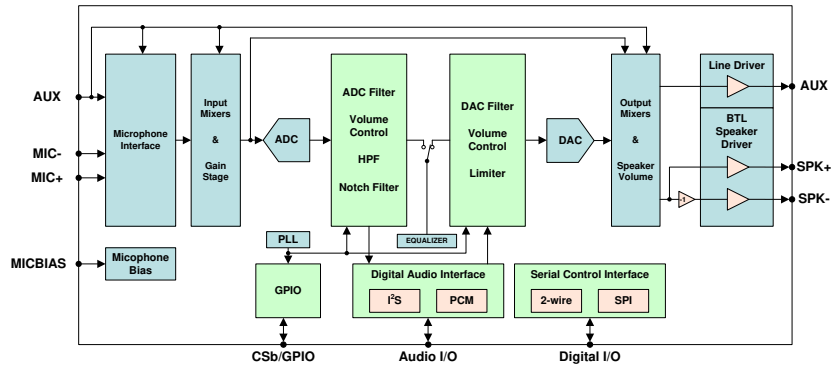 AUX
MIC-
MIC+
MICBIAS
Microphone
Interface
Input
Mixers
&
Gain
Stage
ADC
ADC Filter
Volume
Control
HPF
Notch Filter
DAC Filter
Volume
Control
Limiter
DAC
Output
Mixers
&
Speaker
Volume
Line Driver
BTL
Speaker
Driver
-1
AUX
SPK+
SPK-
Micophone
Bias
PLL
EQUALIZER
GPIO
Digital Audio Interface
I²S
PCM
Serial Control Interface
2-wire
SPI
CSb/GPIO
Audio I/O
Digital I/O